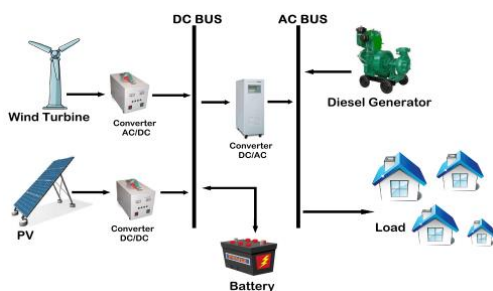 DC BUS
AC BUS
Wind Turbine
Converter
AC/DC
Converter
DC/AC
Diesel Generator
PV
Converter
DC/DC
Battery
Load